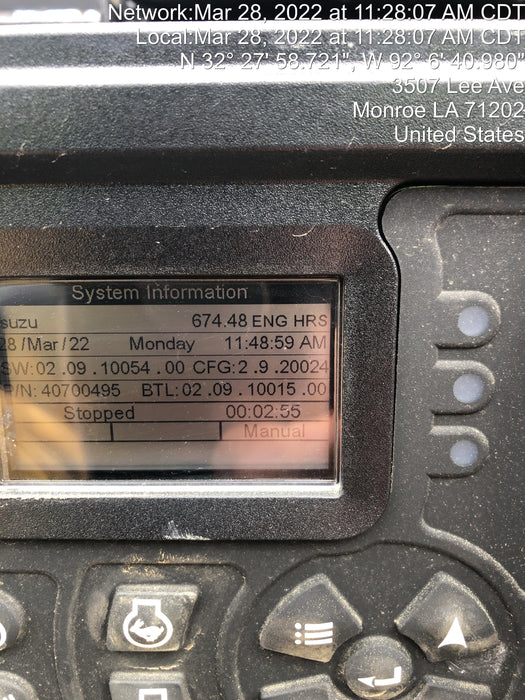 Network:Mar 28, 2022 at 11:28:07 AM CDT
Local:Mar 28, 2022 at 11:28:07 AM CDT
N 32° 27' 58.721", W 92° 6' 40.980"
3507 Lee Ave
Monroe LA 71202
United States
System Information
suzu 674.48 ENG HRS
28 /Mar/ 22 Monday 11:48:59 AM
SW:02 .09 .10054 .00 CFG:2 .9 .20024
P/N: 40700495 BTL:02 .09 .10015 .00
Stopped 00:02:55
Manual